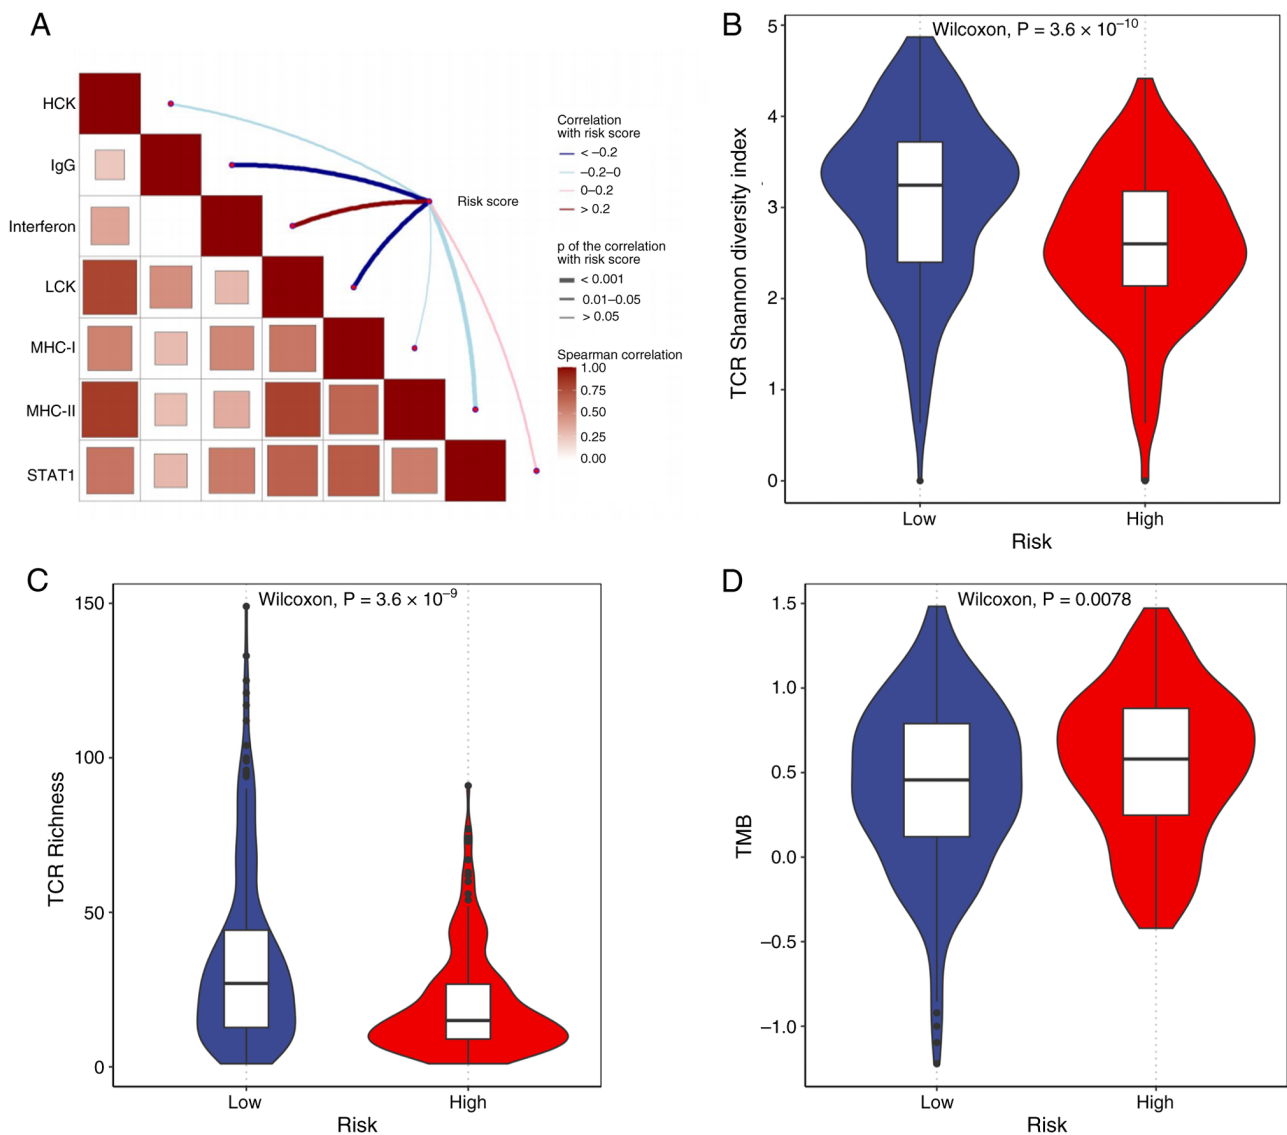 A
HCK
IgG
Interferon
LCK
MHC-I
MHC-II
STAT1
Risk score
Correlation
with risk score
< −0.2
−0.2–0
0–0.2
> 0.2
p of the correlation
with risk score
< 0.001
0.01–0.05
> 0.05
Spearman correlation
1.00
0.75
0.50
0.25
0.00
B
Wilcoxon, P = 3.6 × 10⁻¹⁰
TCR Shannon diversity index
5
4
3
2
1
0
Low
High
Risk
C
Wilcoxon, P = 3.6 × 10⁻⁹
TCR Richness
150
100
50
0
Low
High
Risk
D
Wilcoxon, P = 0.0078
TMB
1.5
1.0
0.5
0.0
−0.5
−1.0
Low
High
Risk